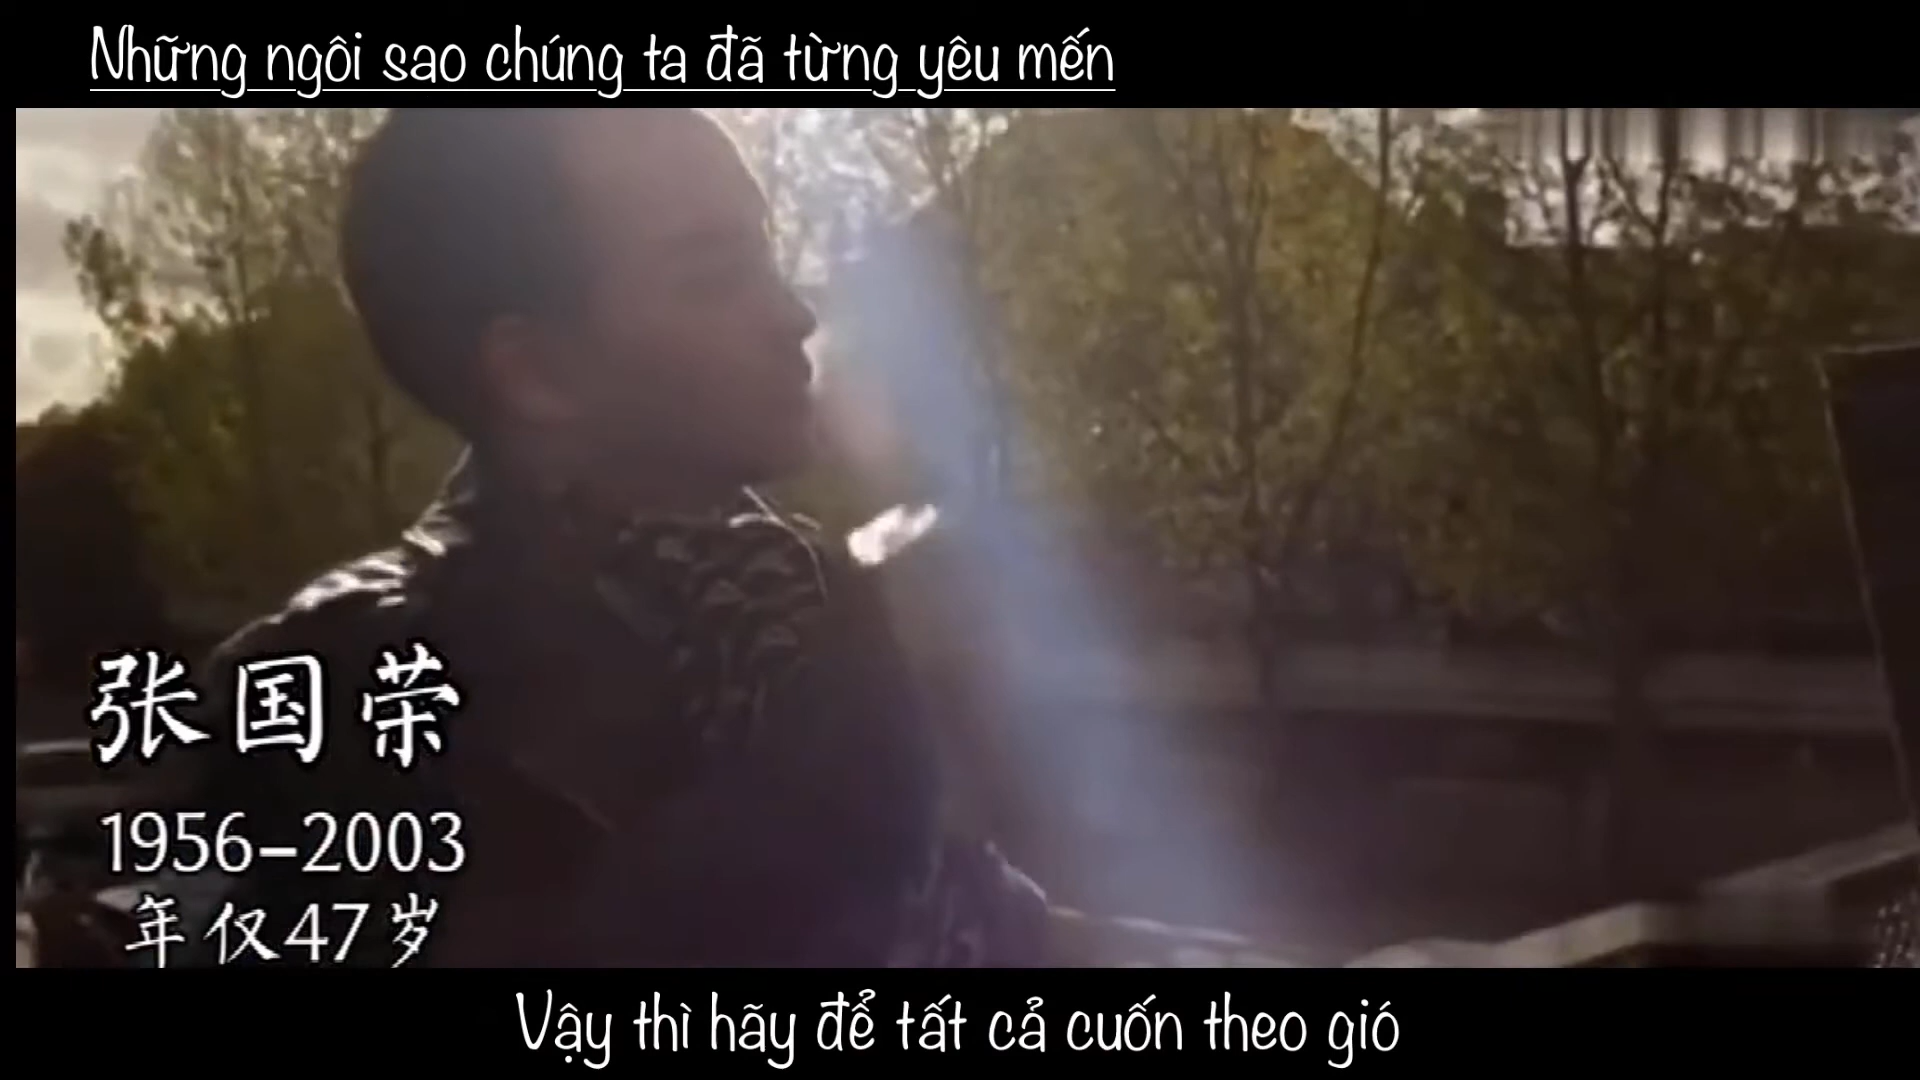 Những ngôi sao chúng ta đã từng yêu mến
张国荣
1956-2003
年仅47岁
Vậy thì hãy để tất cả cuốn theo gió